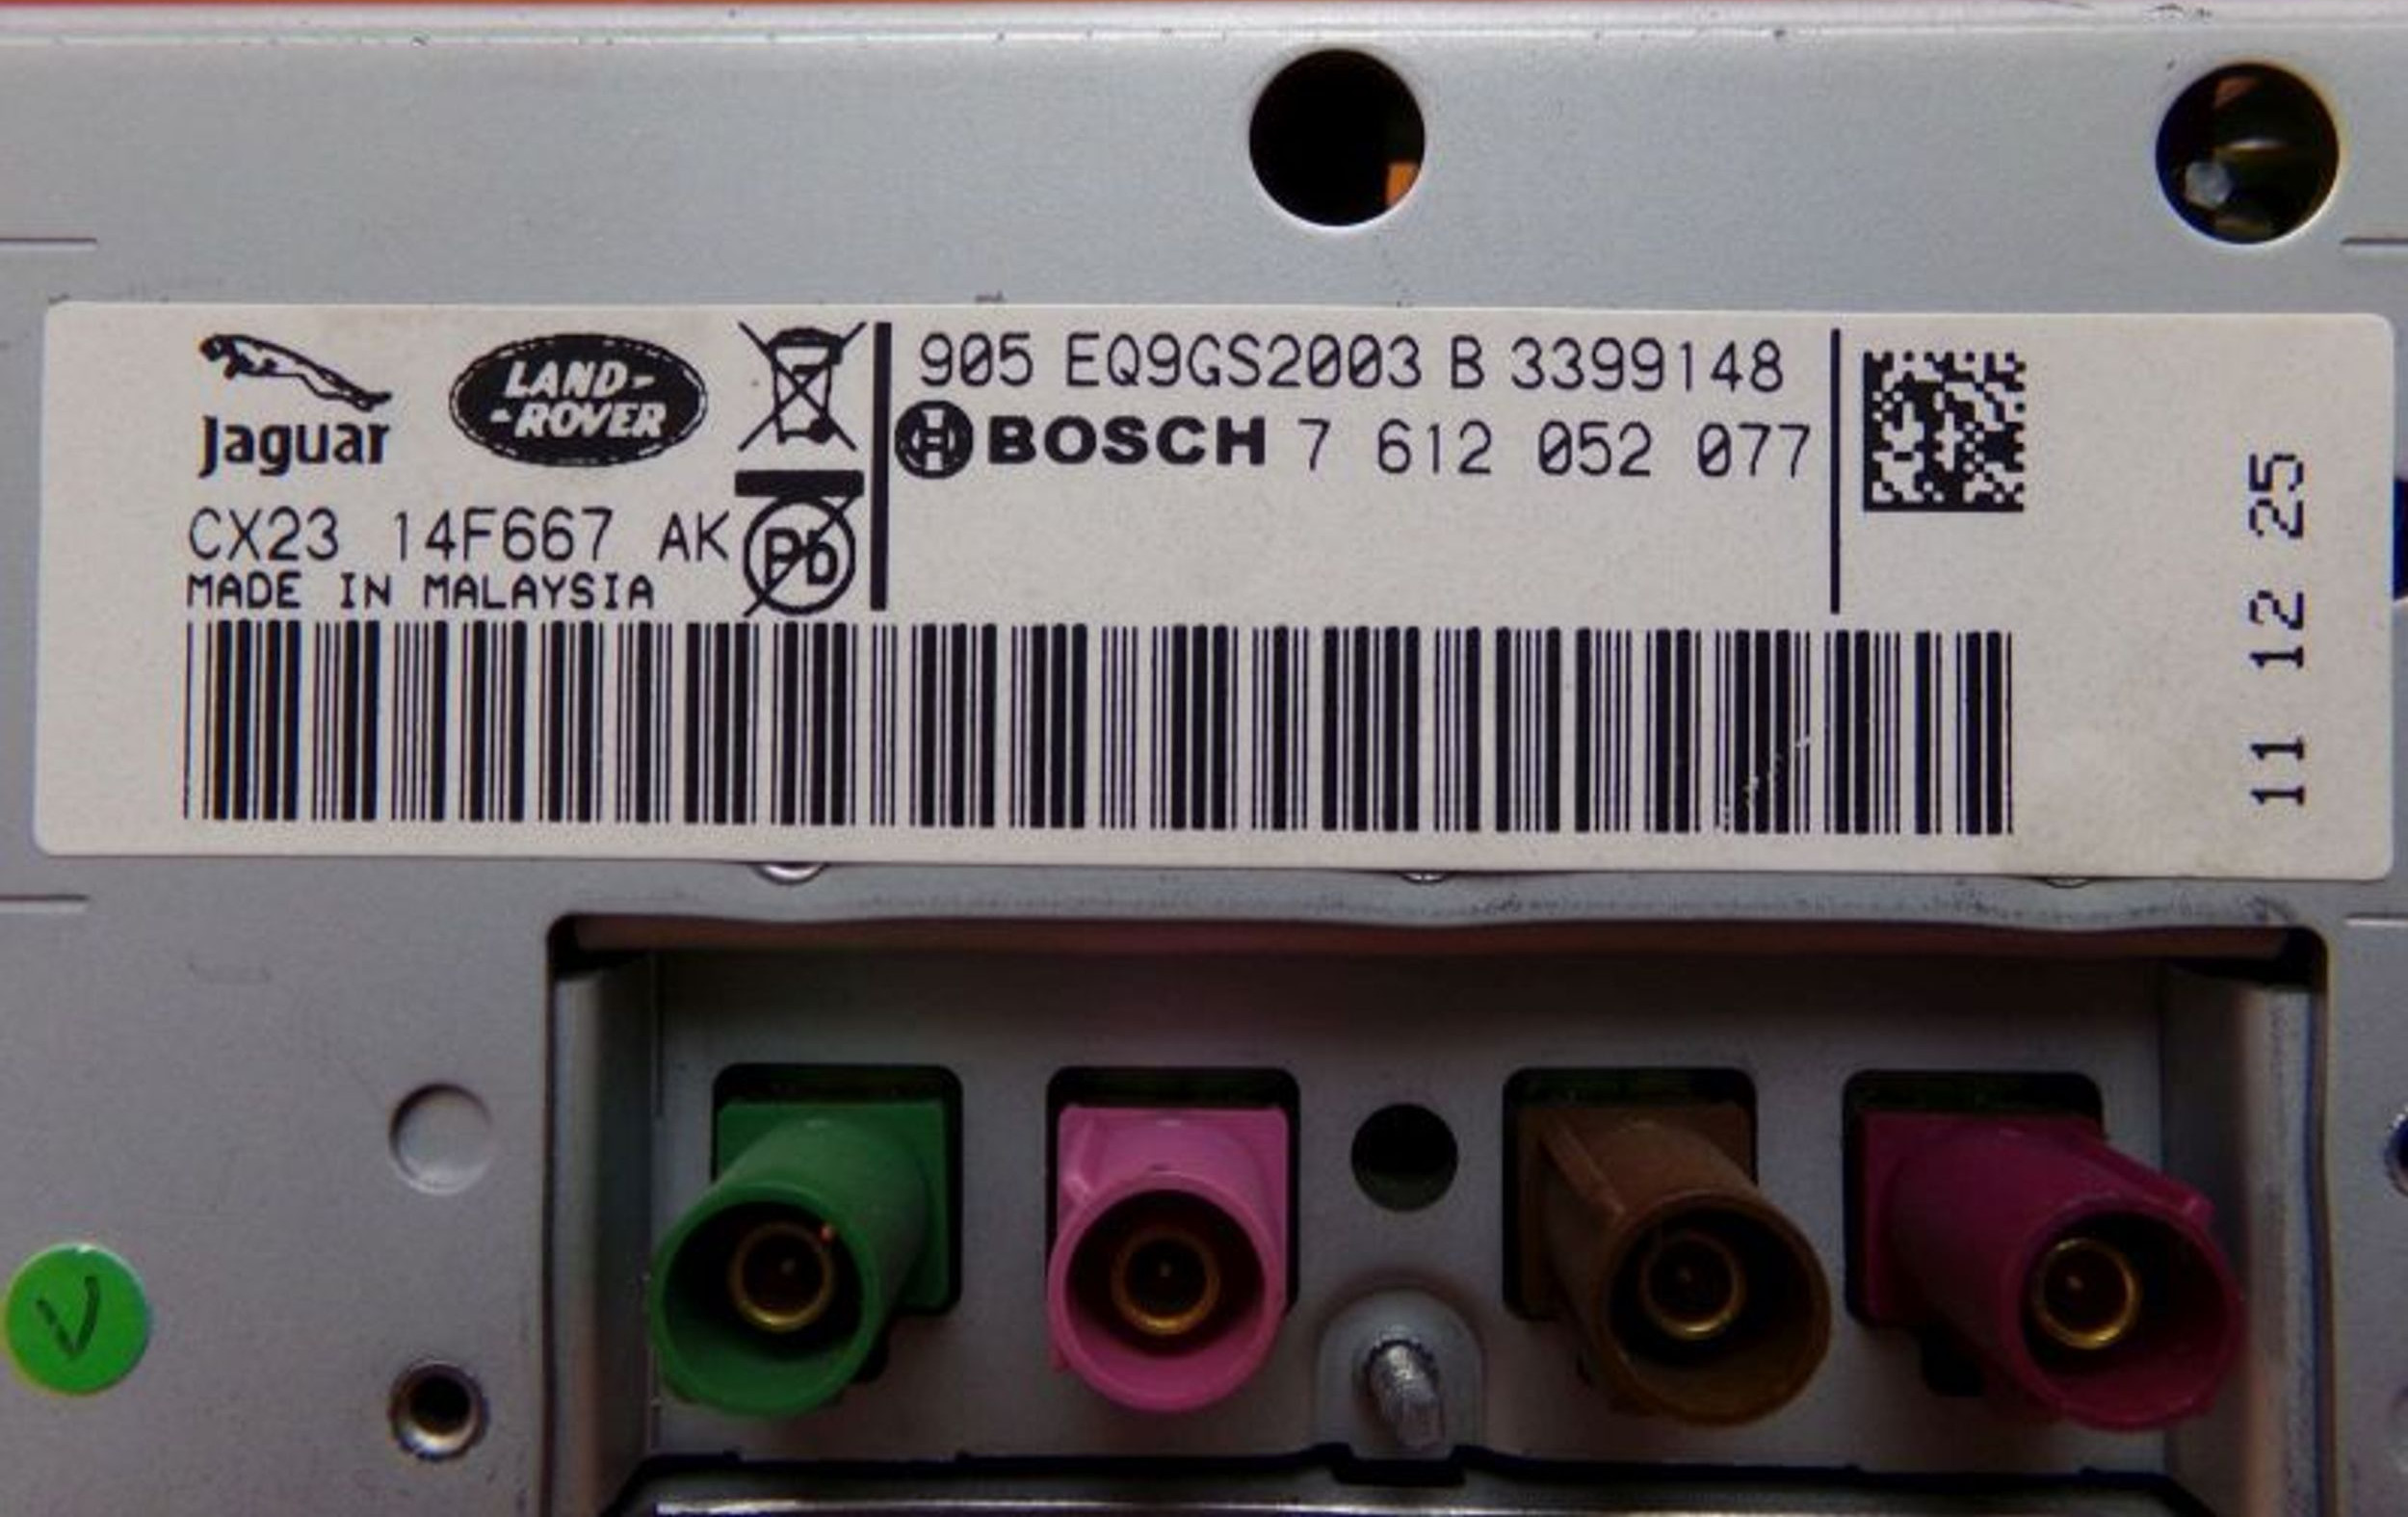 Jaguar
LAND-
-ROVER
905 EQ9GS2003 B 3399148
BOSCH 7 612 052 077
CX23 14F667 AK
Pb
MADE IN MALAYSIA
11 12 25